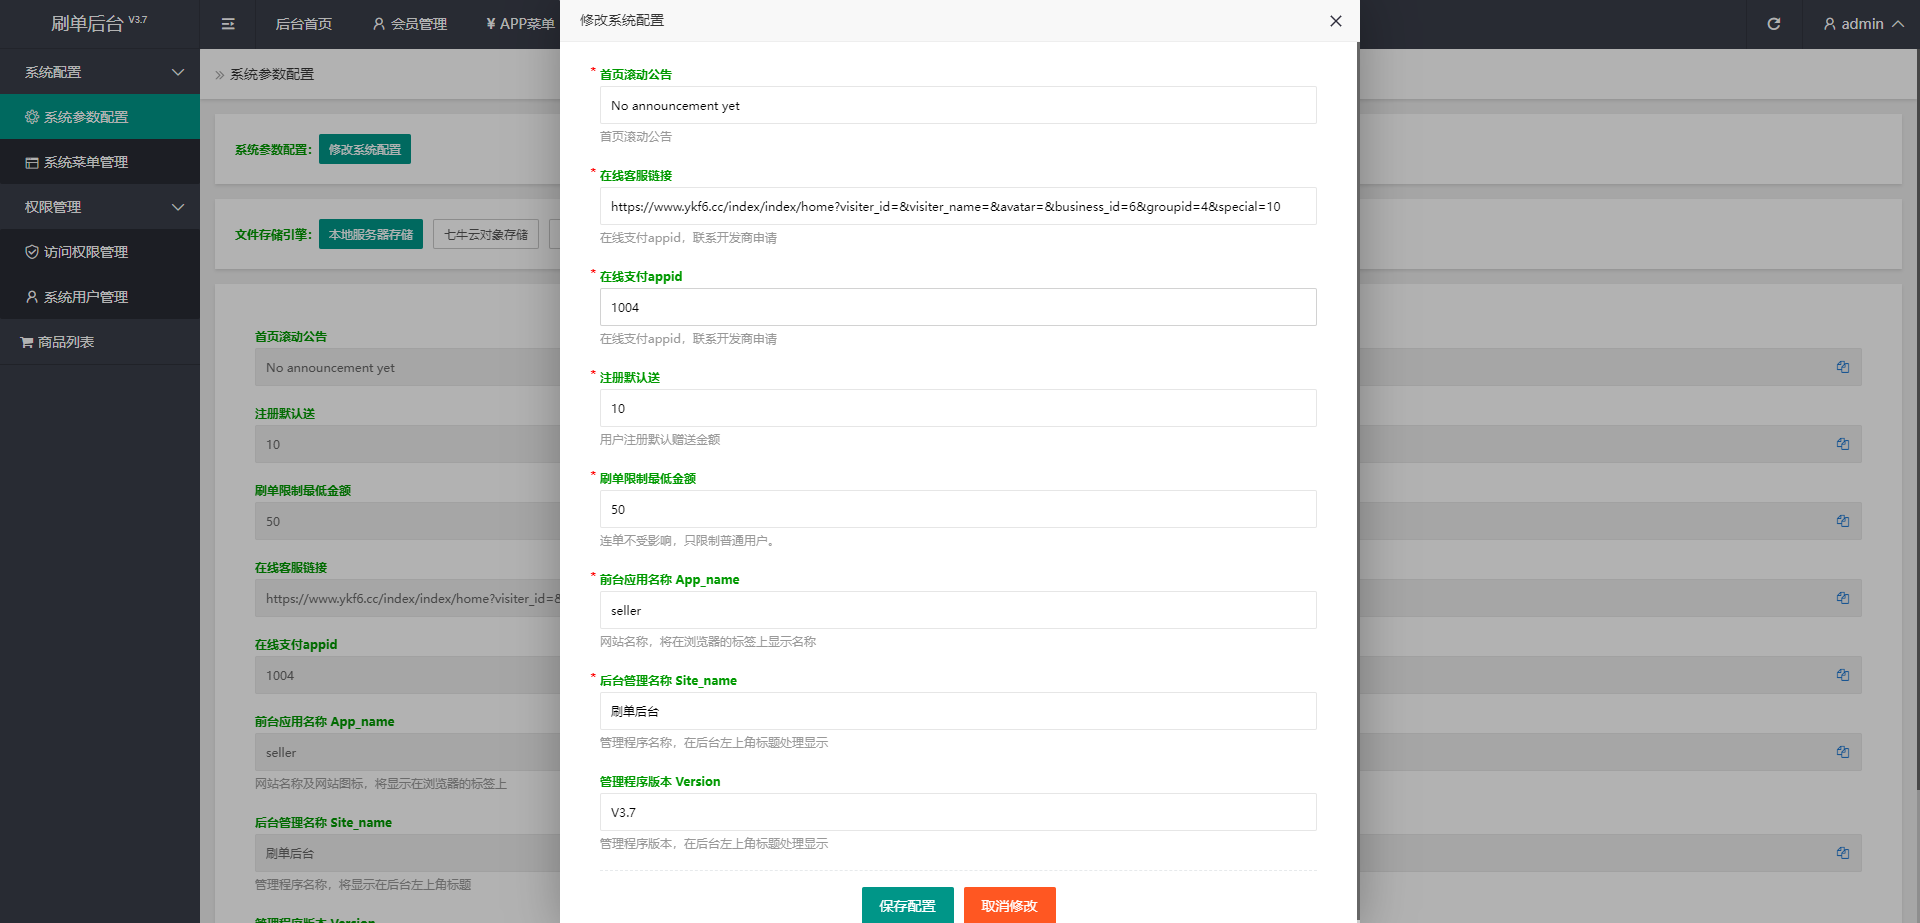 刷单后台 V3.7
后台首页
会员管理
¥ APP菜单
修改系统配置
admin
系统配置
系统参数配置
系统菜单管理
权限管理
访问权限管理
系统用户管理
商品列表
系统参数配置
系统参数配置：
修改系统配置
文件存储引擎：
本地服务器存储
七牛云对象存储
首页滚动公告
No announcement yet
注册默认送
10
刷单限制最低金额
50
在线客服链接
https://www.ykf6.cc/index/index/home?visiter_id=&
在线支付appid
1004
前台应用名称 App_name
seller
网站名称及网站图标，将显示在浏览器的标签上
后台管理名称 Site_name
刷单后台
管理程序名称，将显示在后台左上角标题
管理程序版本 Version
* 首页滚动公告
No announcement yet
首页滚动公告
* 在线客服链接
https://www.ykf6.cc/index/index/home?visiter_id=&visiter_name=&avatar=&business_id=6&groupid=4&special=10
在线支付appid，联系开发商申请
* 在线支付appid
1004
在线支付appid，联系开发商申请
* 注册默认送
10
用户注册默认赠送金额
* 刷单限制最低金额
50
连单不受影响，只限制普通用户。
* 前台应用名称 App_name
seller
网站名称，将在浏览器的标签上显示名称
* 后台管理名称 Site_name
刷单后台
管理程序名称，在后台左上角标题处理显示
管理程序版本 Version
V3.7
管理程序版本，在后台左上角标题处理显示
保存配置
取消修改